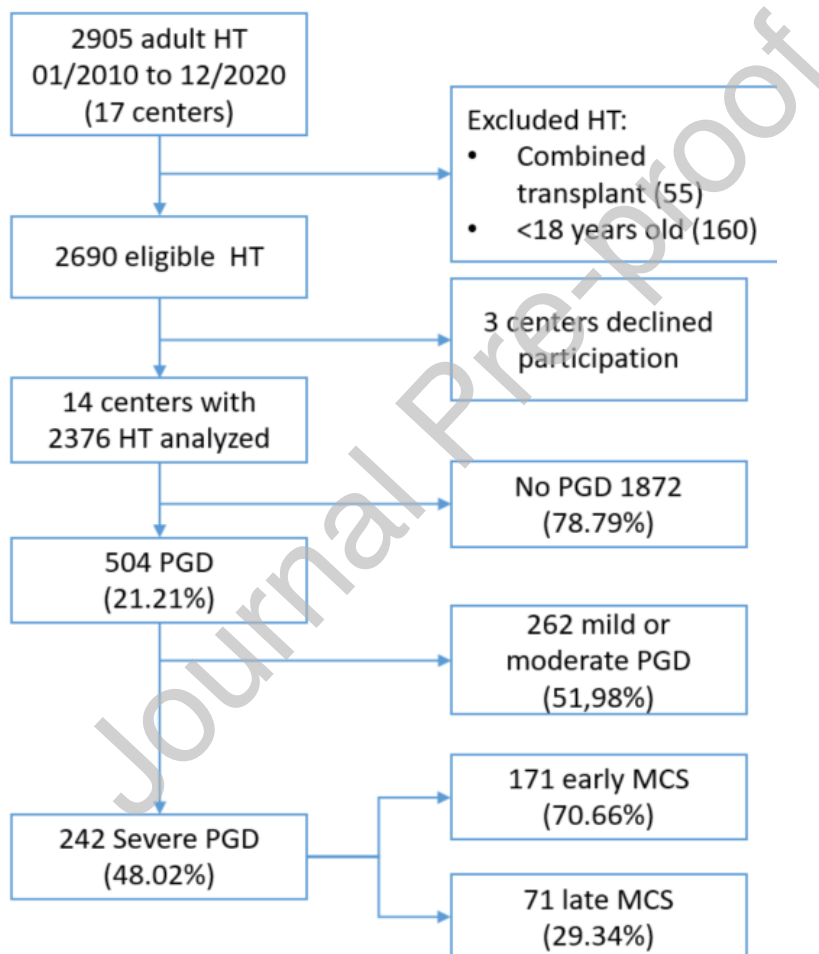 2905 adult HT
01/2010 to 12/2020
(17 centers)
Excluded HT:
• Combined
transplant (55)
• <18 years old (160)
2690 eligible HT
3 centers declined
participation
14 centers with
2376 HT analyzed
No PGD 1872
(78.79%)
504 PGD
(21.21%)
262 mild or
moderate PGD
(51,98%)
171 early MCS
(70.66%)
242 Severe PGD
(48.02%)
71 late MCS
(29.34%)
Journal Pre-proof